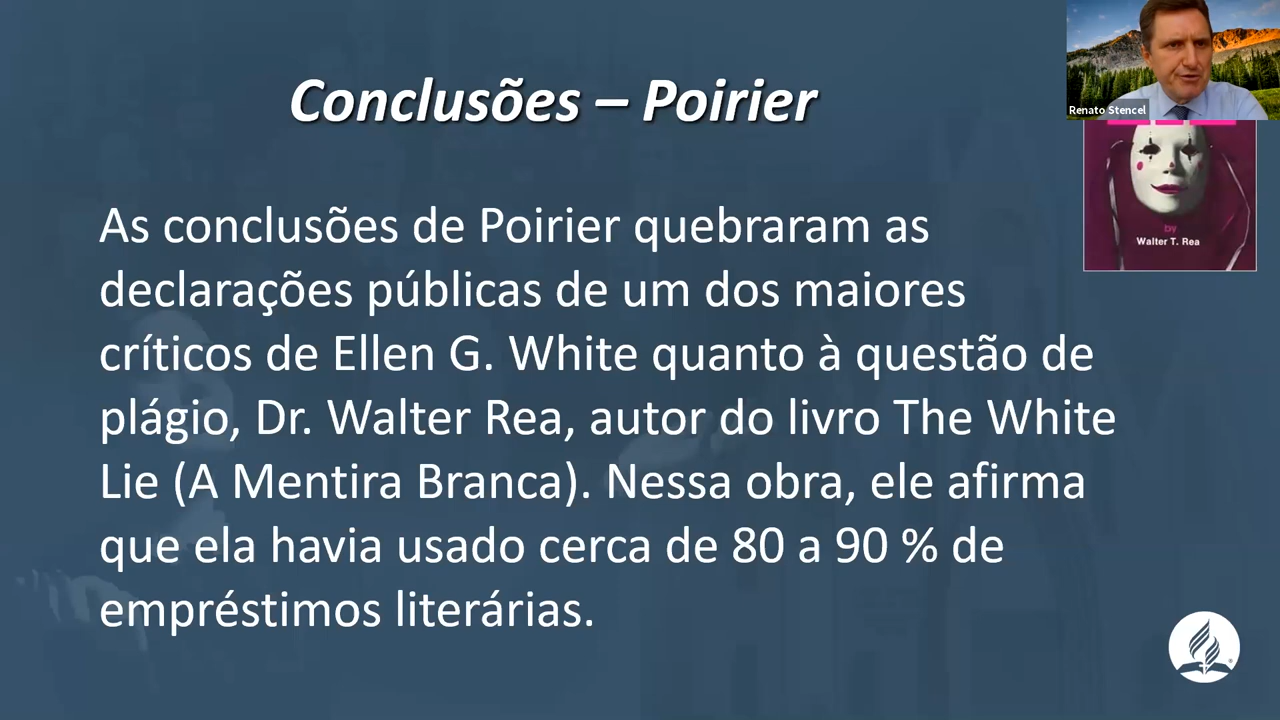 Conclusões – Poirier
Renato Stencel
by
Walter T. Rea
As conclusões de Poirier quebraram as
declarações públicas de um dos maiores
críticos de Ellen G. White quanto à questão de
plágio, Dr. Walter Rea, autor do livro The White
Lie (A Mentira Branca). Nessa obra, ele afirma
que ela havia usado cerca de 80 a 90 % de
empréstimos literárias.